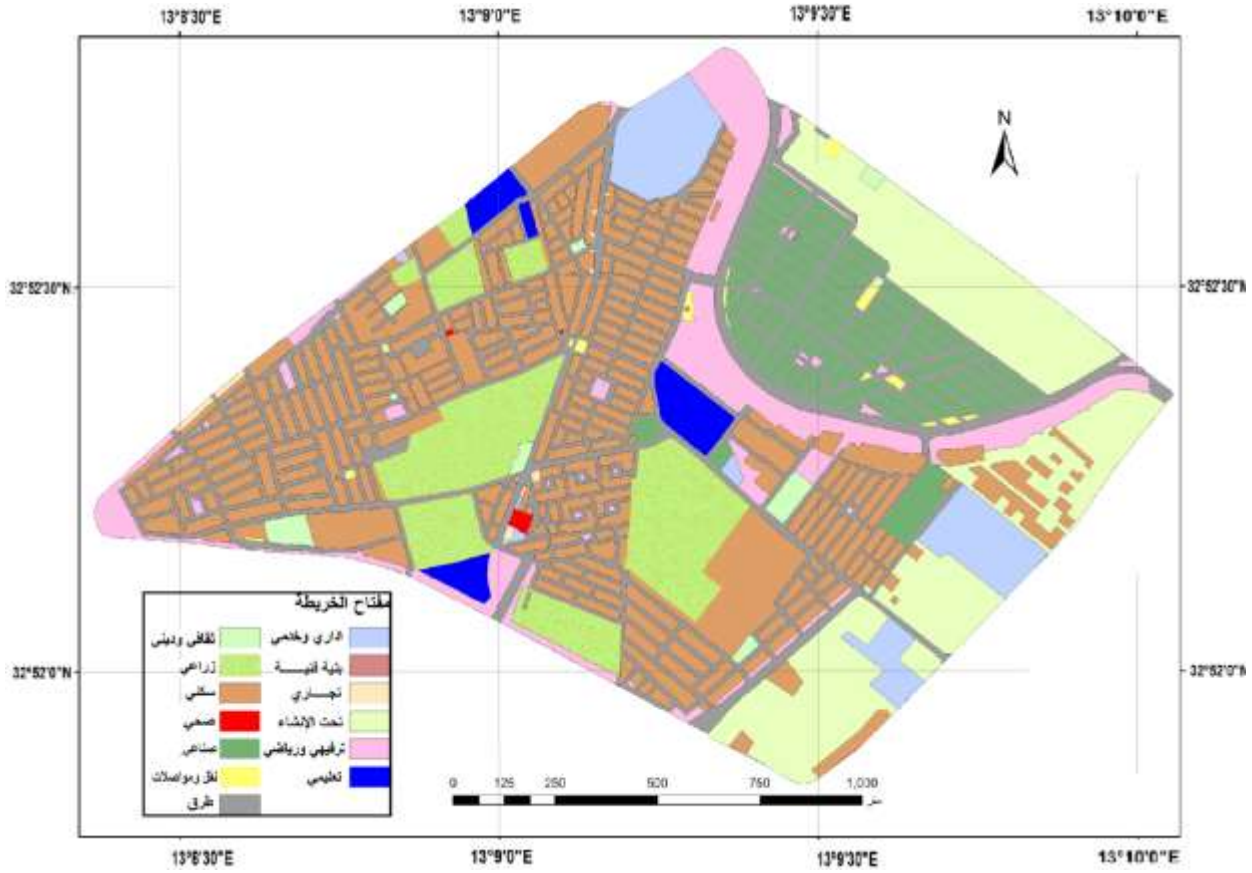 13°8'30"E 13°9'0"E 13°9'30"E 13°10'0"E
N
32°52'30"N 32°52'30"N
مفتاح الخريطة
اداري وخدمي ثقافي وديني
بنية فنيـــــة زراعي
تجـــاري سكني
تحت الإنشاء صحي
ترفيهي ورياضي صناعي
تعليمي نقل ومواصلات
طرق
32°52'0"N 32°52'0"N
0 125 250 500 750 1,000
متر
13°8'30"E 13°9'0"E 13°9'30"E 13°10'0"E